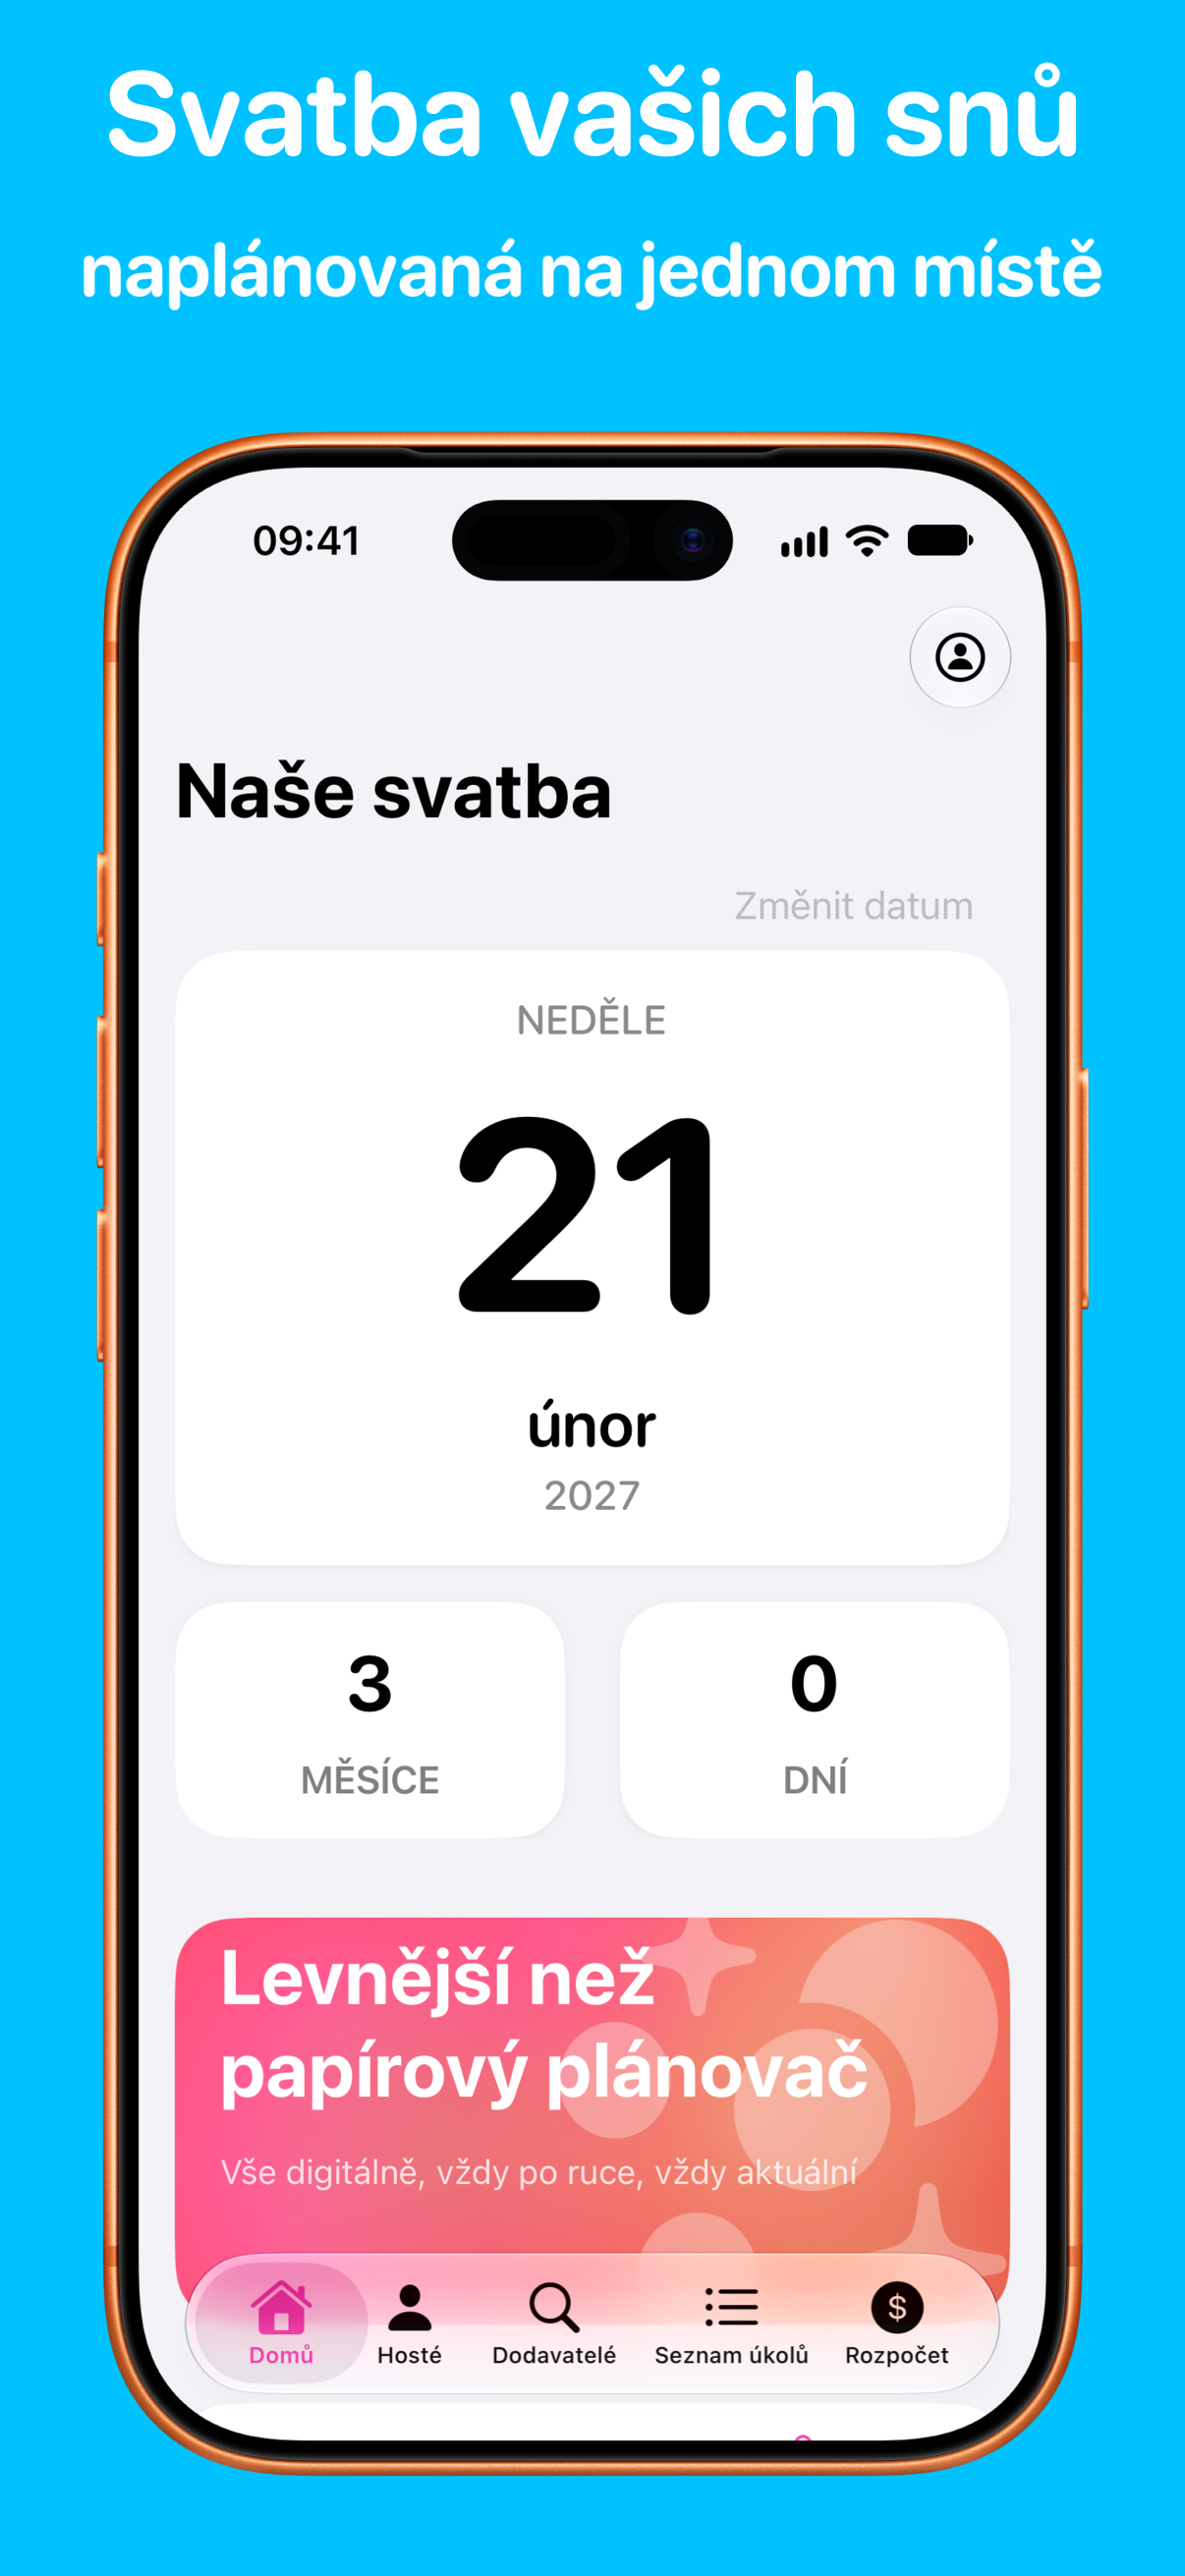 Svatba vašich snů
naplánovaná na jednom místě
09:41
Naše svatba
Změnit datum
NEDĚLE
21
únor
2027
3
MĚSÍCE
0
DNÍ
Levnější než
papírový plánovač
Vše digitálně, vždy po ruce, vždy aktuální
$
Domů
Hosté
Dodavatelé
Seznam úkolů
Rozpočet